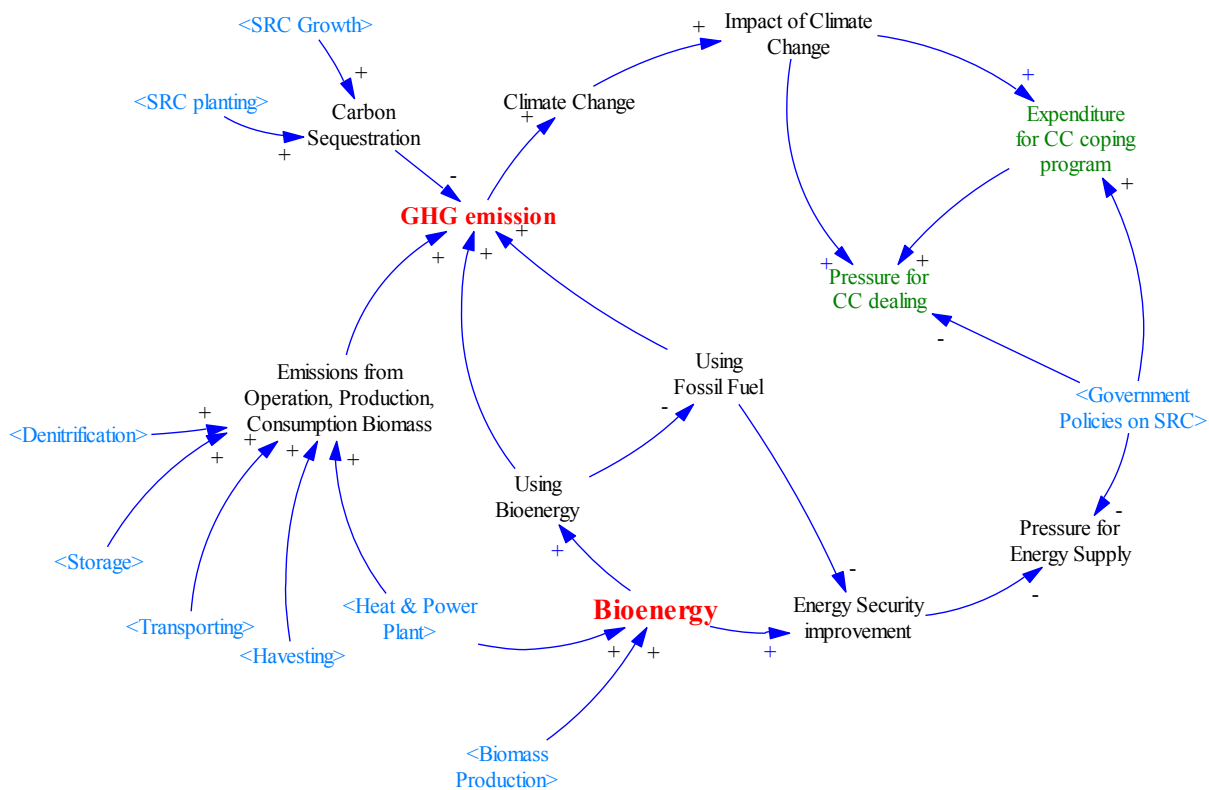 <SRC Growth>
+
<SRC planting>
+
Carbon
Sequestration
-
GHG emission
+
Climate Change
+
Impact of Climate
Change
+
Expenditure
for CC coping
program
+
+
+
Pressure for
CC dealing
-
<Government
Policies on SRC>
-
Pressure for
Energy Supply
-
Using
Fossil Fuel
+
-
+
+
Emissions from
Operation, Production,
Consumption Biomass
<Denitrification>
+
+
+
+
+
<Storage>
<Transporting>
<Havesting>
<Heat & Power
Plant>
Using
Bioenergy
+
Bioenergy
+
+
+
-
Energy Security
improvement
<Biomass
Production>